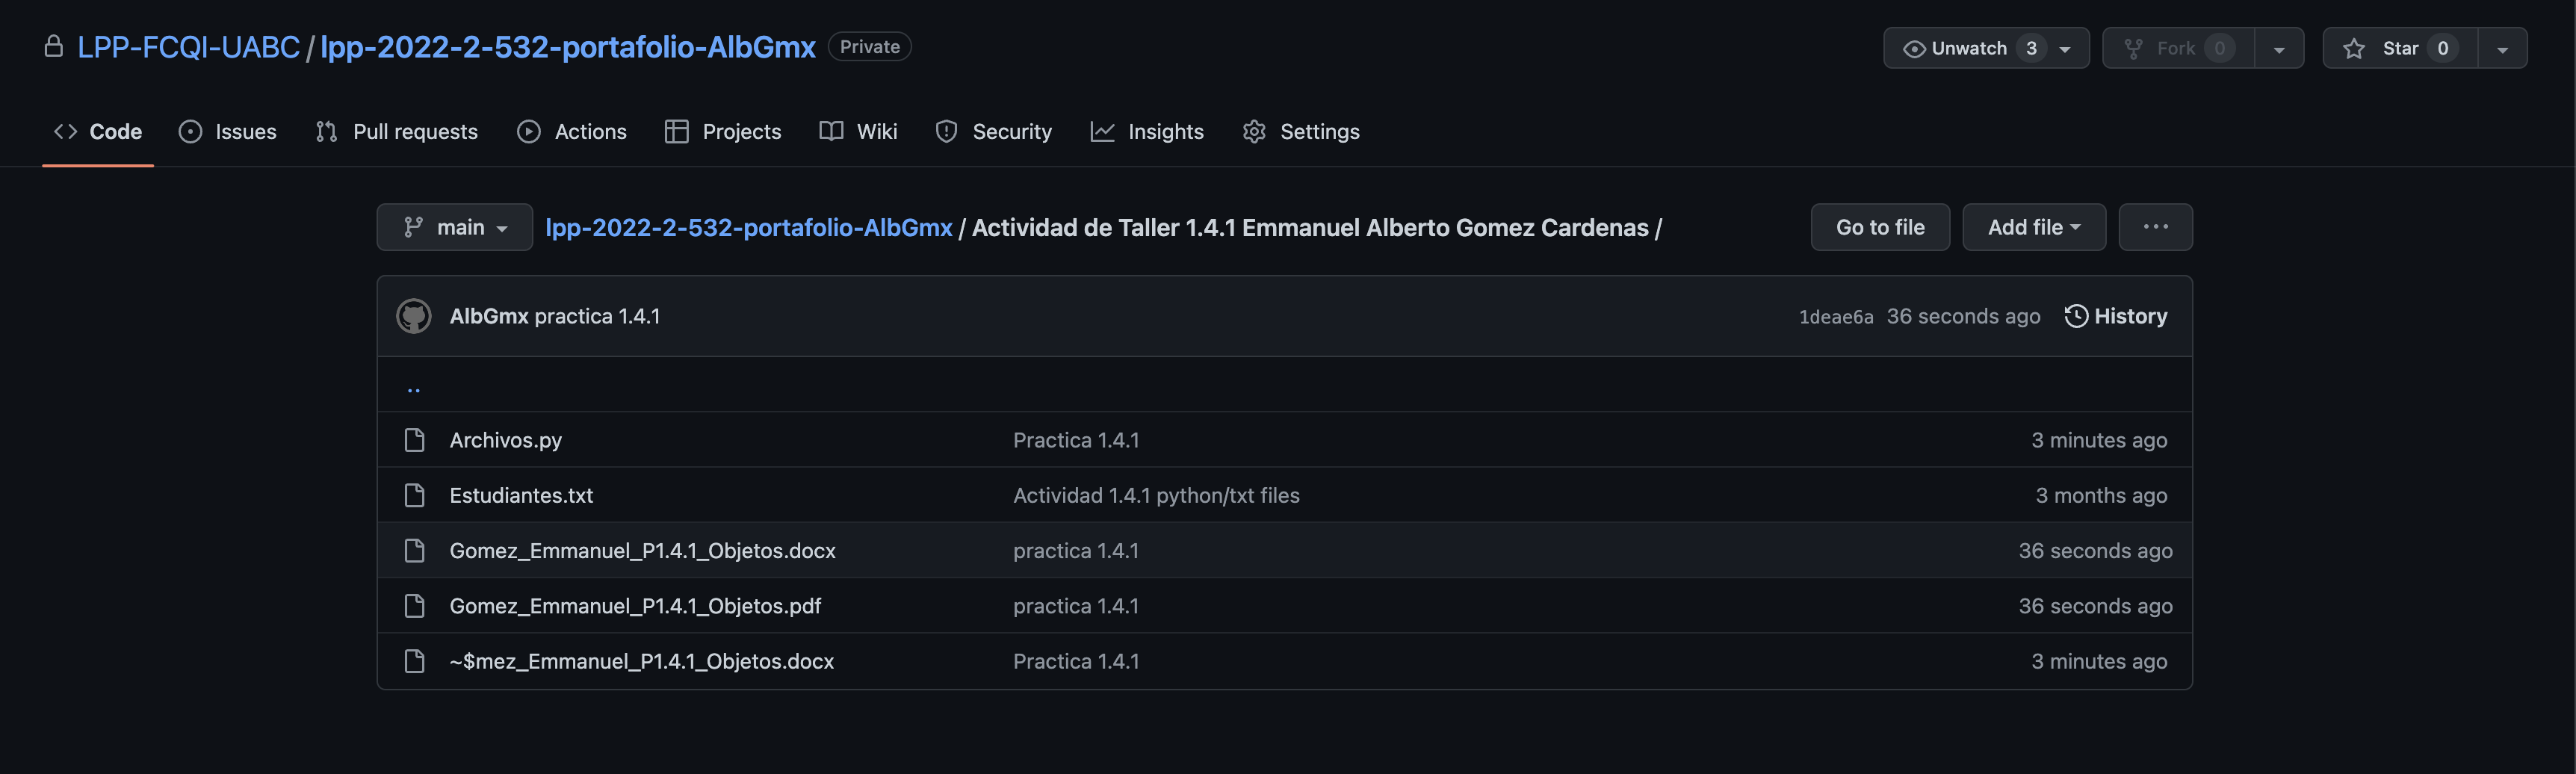 LPP-FCQI-UABC / lpp-2022-2-532-portafolio-AlbGmx Private
Unwatch 3 Fork 0 Star 0
Code Issues Pull requests Actions Projects Wiki Security Insights Settings
main lpp-2022-2-532-portafolio-AlbGmx / Actividad de Taller 1.4.1 Emmanuel Alberto Gomez Cardenas / Go to file Add file ...
AlbGmx practica 1.4.1 1deae6a 36 seconds ago History
..
Archivos.py Practica 1.4.1 3 minutes ago
Estudiantes.txt Actividad 1.4.1 python/txt files 3 months ago
Gomez_Emmanuel_P1.4.1_Objetos.docx practica 1.4.1 36 seconds ago
Gomez_Emmanuel_P1.4.1_Objetos.pdf practica 1.4.1 36 seconds ago
~$mez_Emmanuel_P1.4.1_Objetos.docx Practica 1.4.1 3 minutes ago